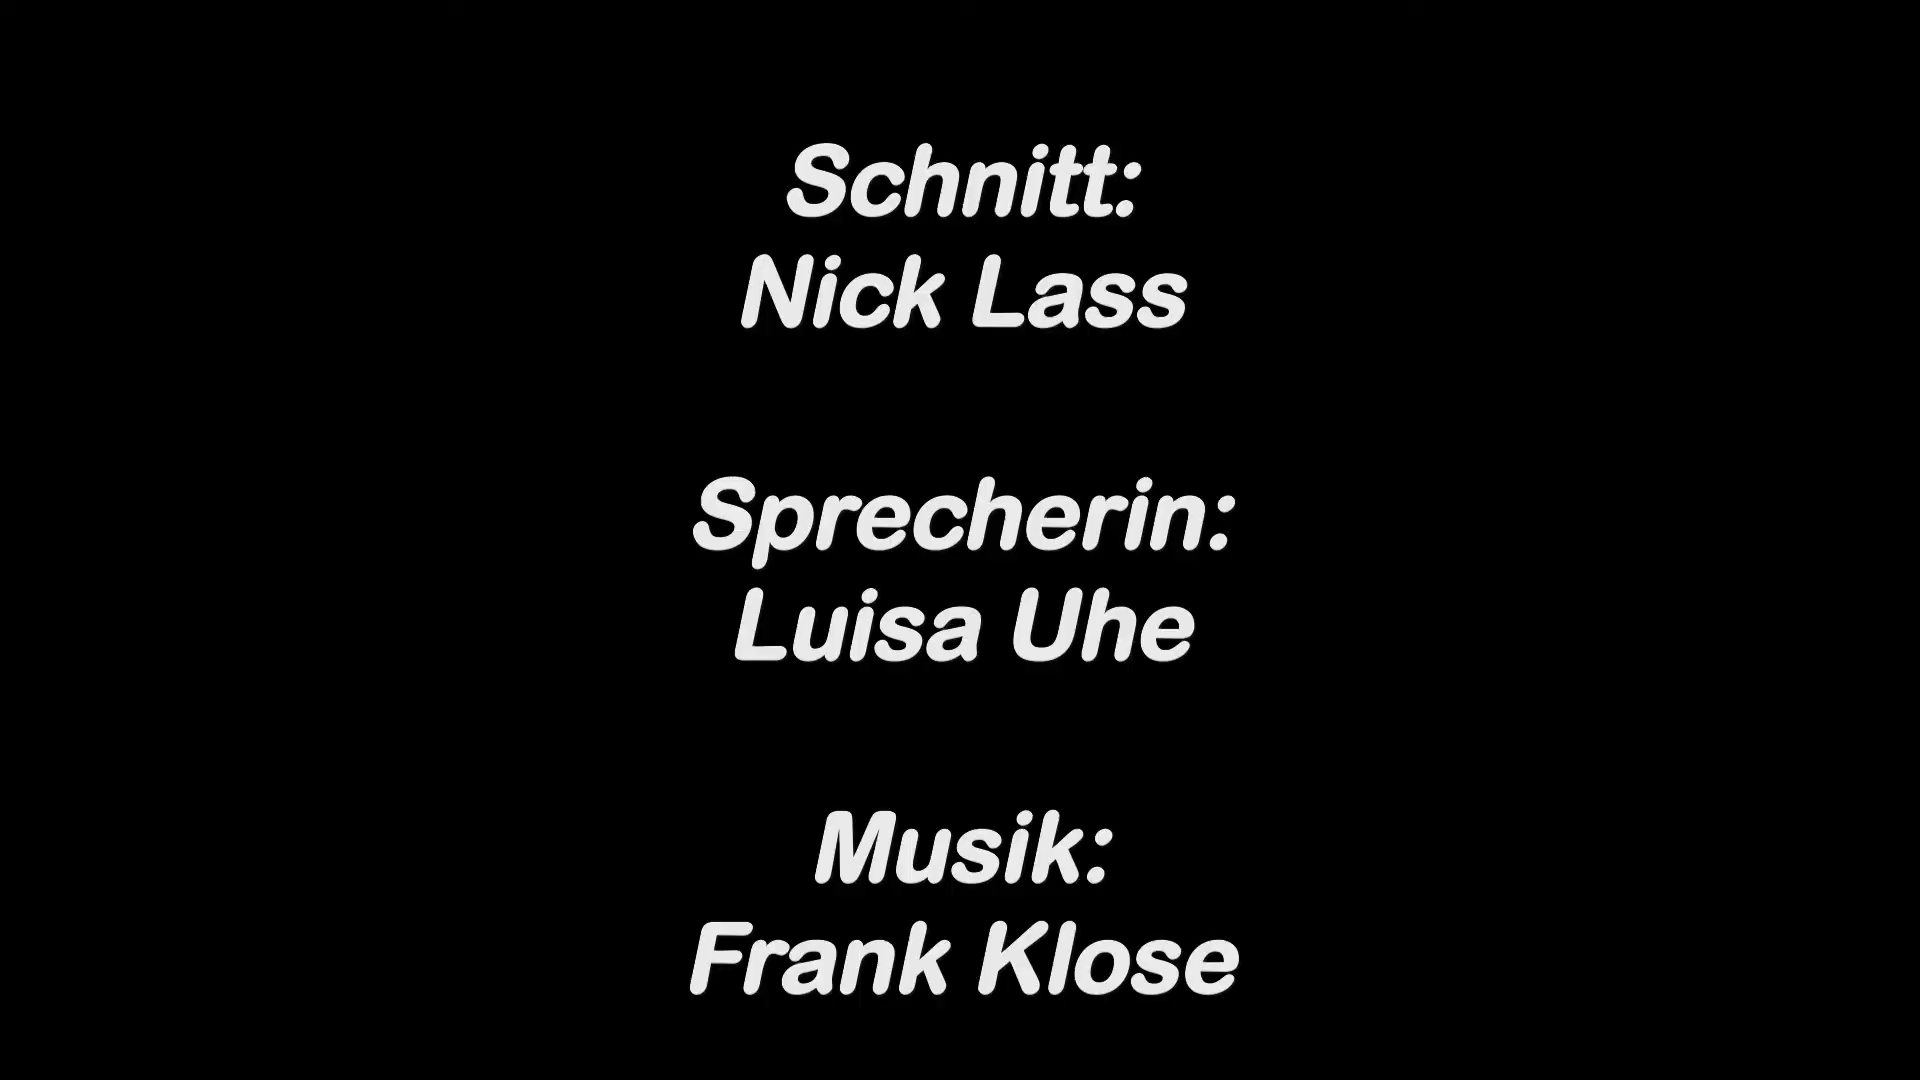 Schnitt:
Nick Lass
Sprecherin:
Luisa Uhe
Musik:
Frank Klose